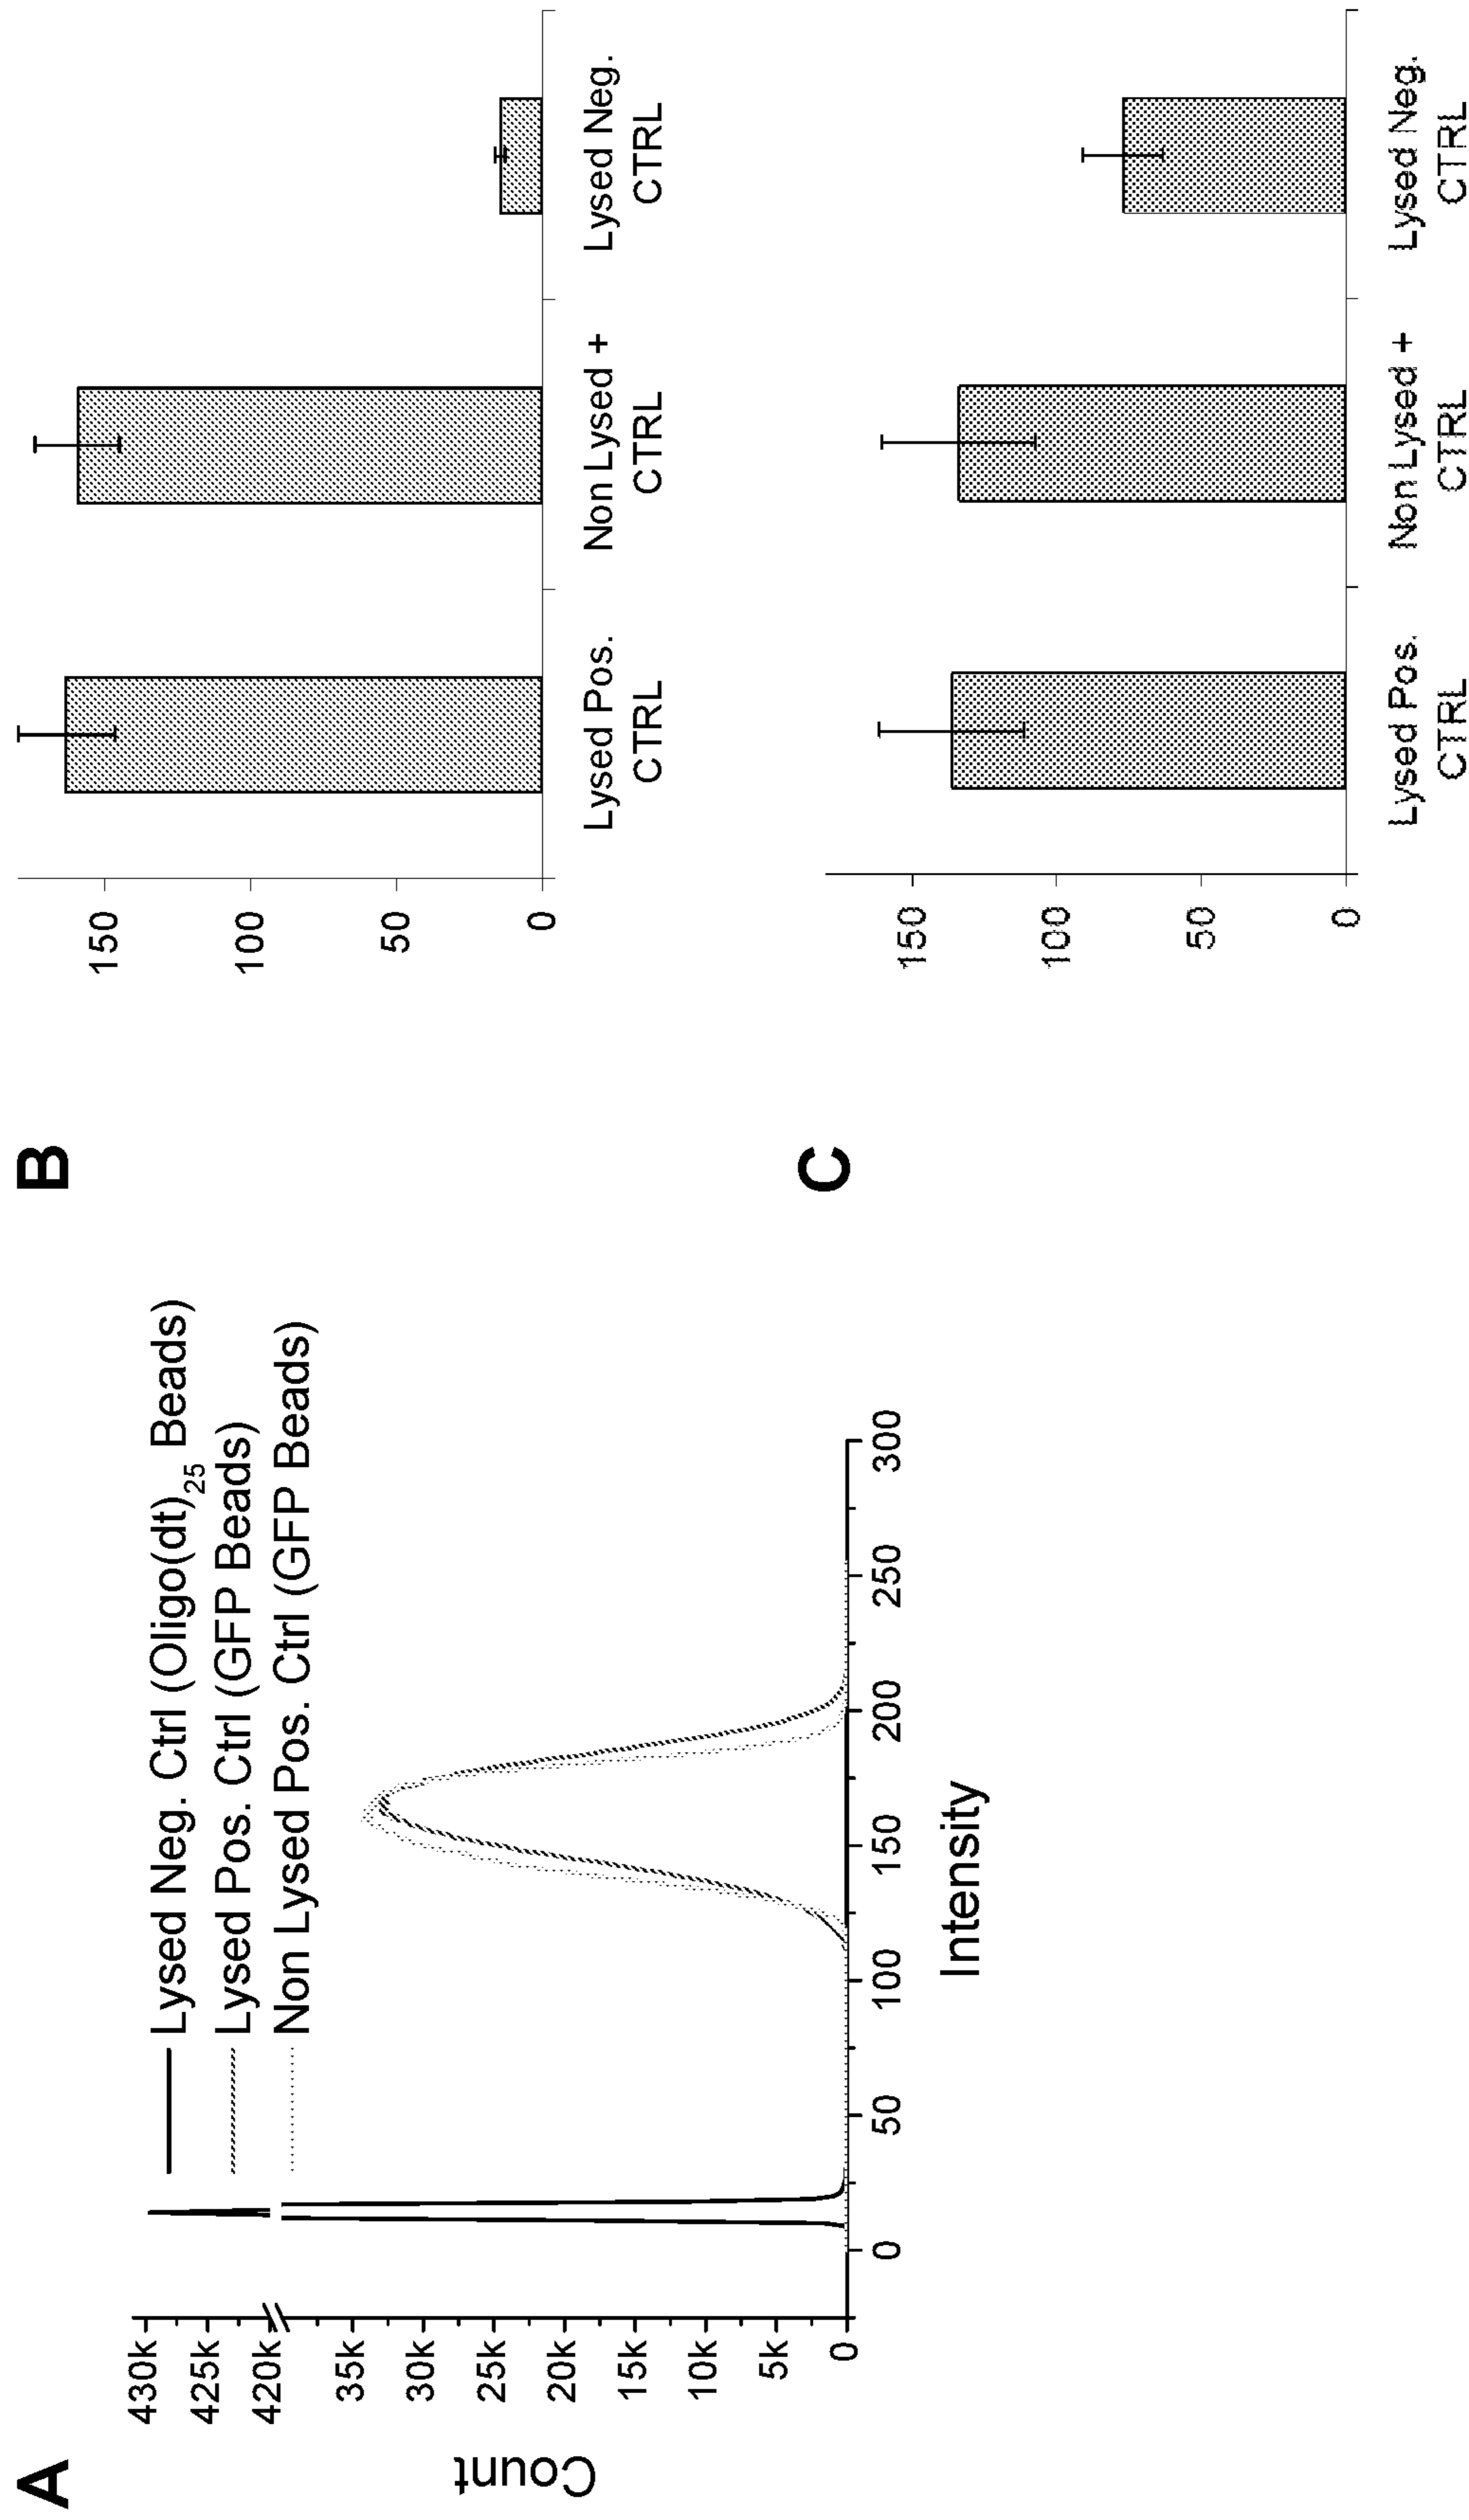 A
Count
430k
425k
420k
35k
30k
25k
20k
15k
10k
5k
0
Lysed Neg. Ctrl (Oligo(dt)25 Beads)
Lysed Pos. Ctrl (GFP Beads)
Non Lysed Pos. Ctrl (GFP Beads)
0 50 100 150 200 250 300
Intensity
B
150
100
50
0
Lysed Pos. Non Lysed + Lysed Neg.
CTRL CTRL CTRL
C
150
100
50
0
Lysed Pos. Non Lysed + Lysed Neg.
CTRL CTRL CTRL